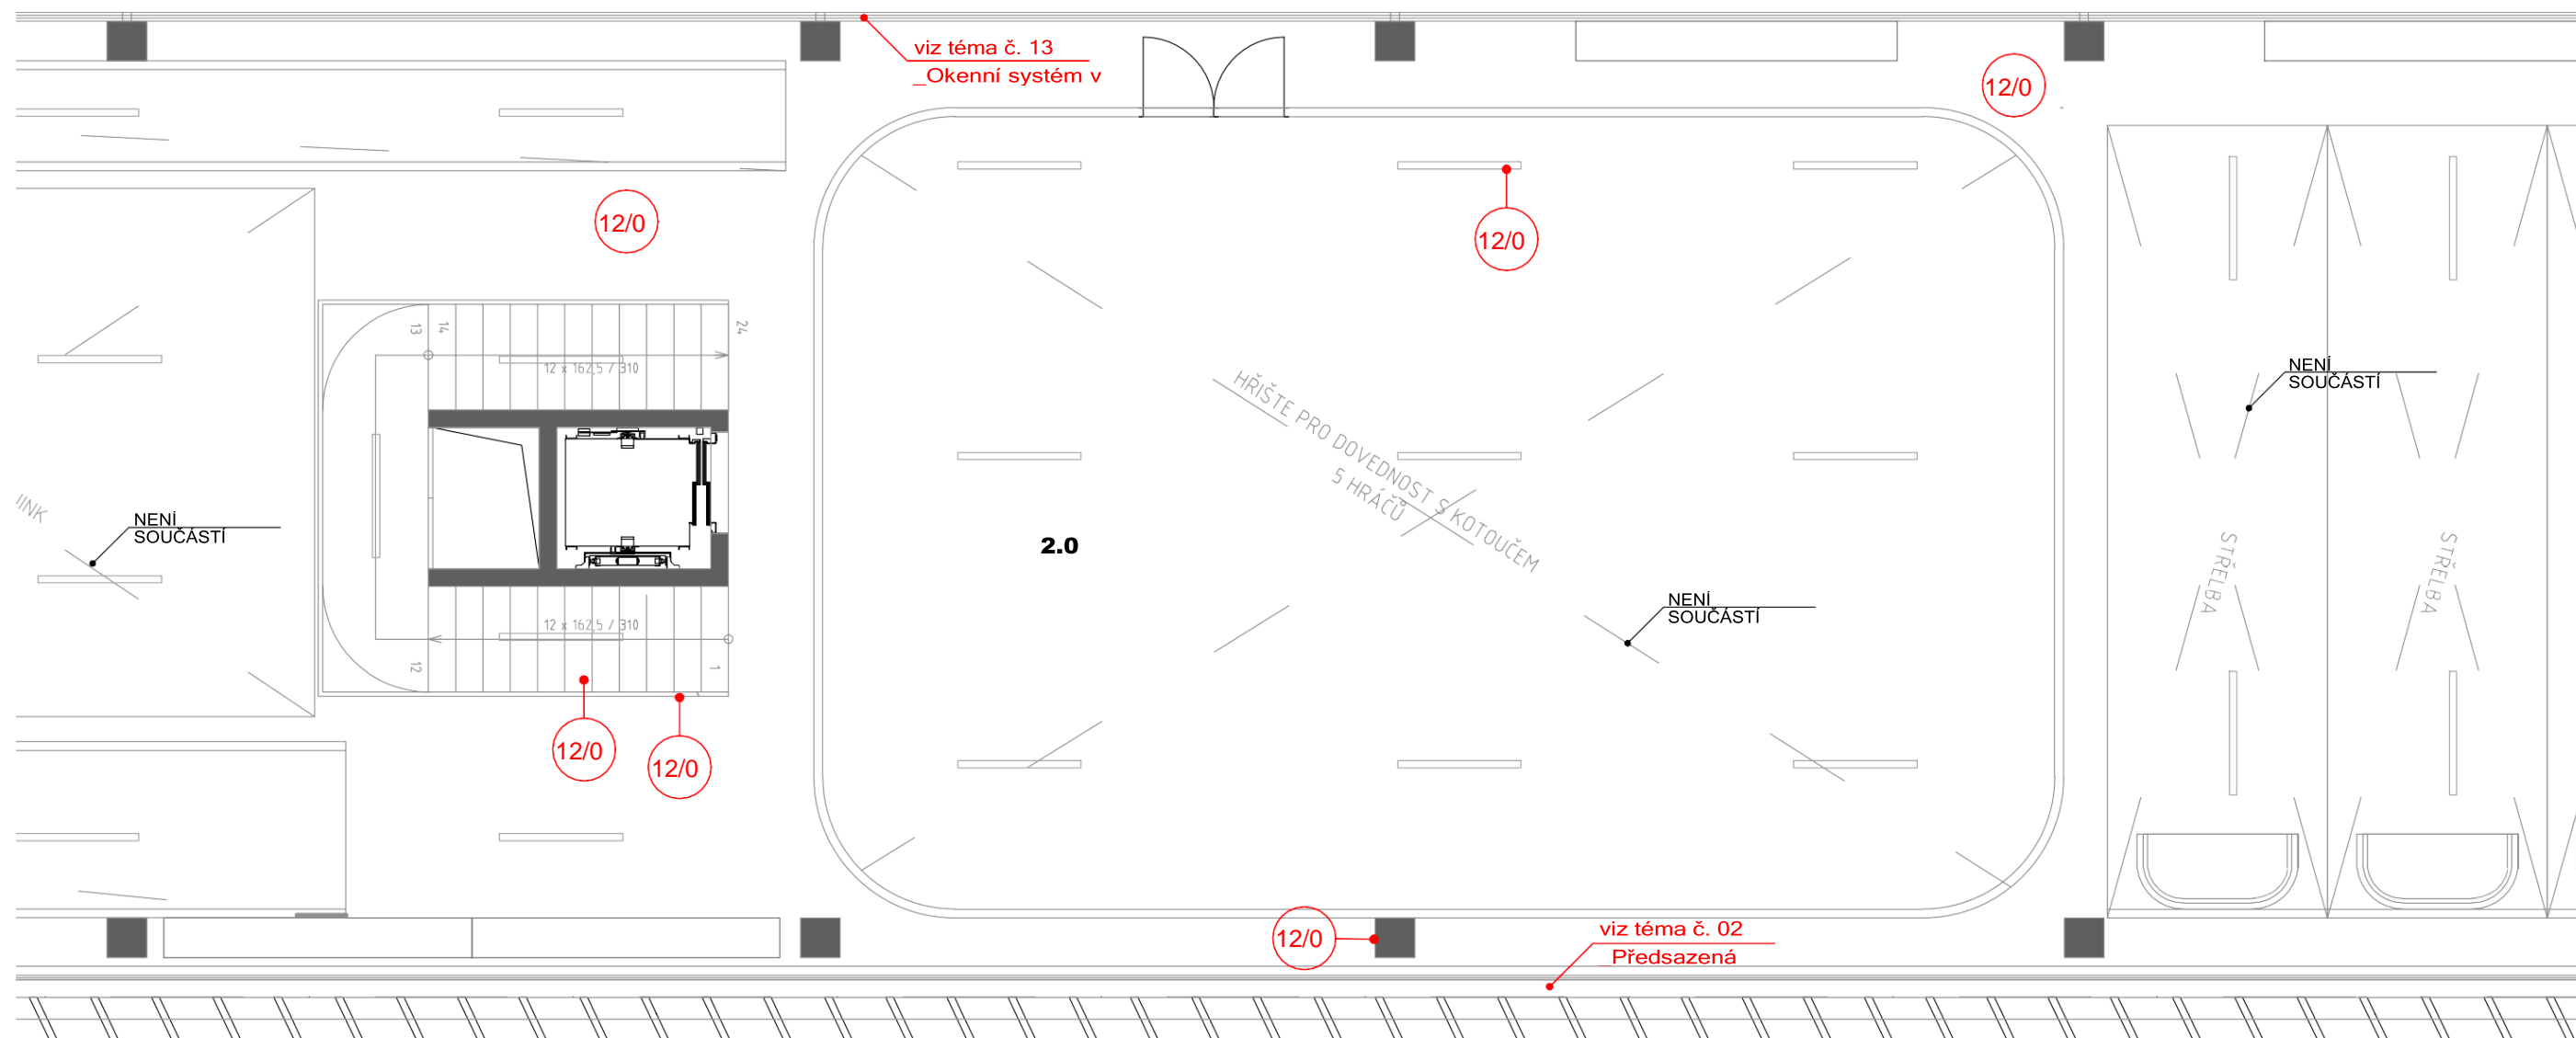 viz téma č. 13
_Okenní systém v
12/0
12/0
12/0
13
14
24
12 x 162,5 / 310
NENÍ
SOUČÁSTÍ
HŘIŠTE PRO DOVEDNOST S KOTOUČEM
5 HRÁČŮ
NENÍ
SOUČÁSTÍ
2.0
STŘELBA
STŘELBA
NENÍ
SOUČÁSTÍ
12 x 162,5 / 310
12
1
12/0
12/0
12/0
viz téma č. 02
_Předsazená